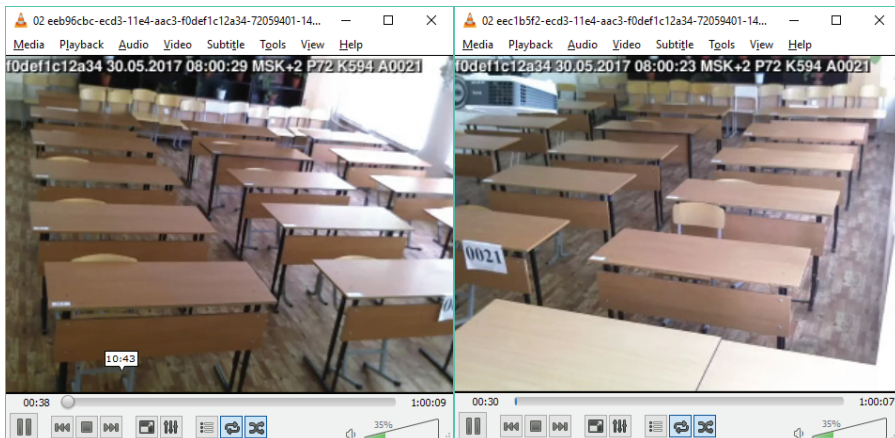 02 eeb96cbc-ecd3-11e4-aac3-f0def1c12a34-72059401-14...
Media Playback Audio Video Subtitle Tools View Help
f0def1c12a34 30.05.2017 08:00:29 MSK+2 P72 K594 A0021
10:43
00:38
1:00:09
35%
02 eec1b5f2-ecd3-11e4-aac3-f0def1c12a34-72059401-14...
Media Playback Audio Video Subtitle Tools View Help
f0def1c12a34 30.05.2017 08:00:23 MSK+2 P72 K594 A0021
0021
00:30
1:00:07
35%